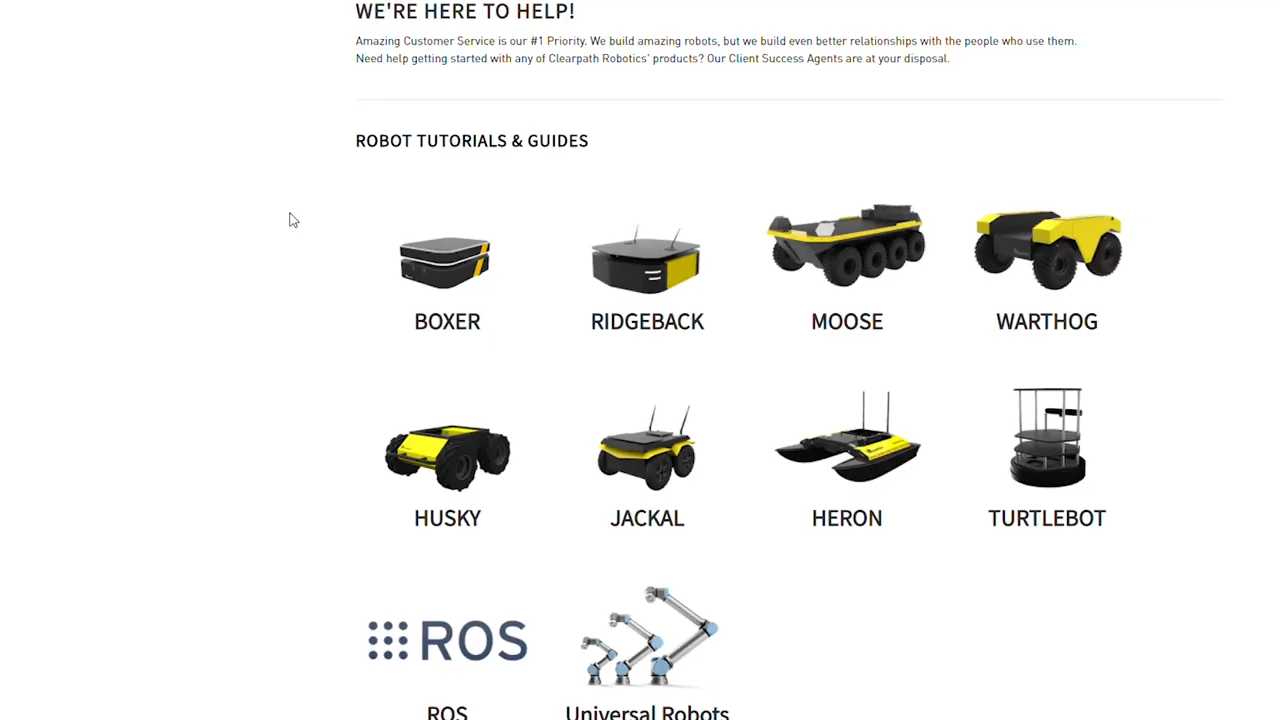 WE'RE HERE TO HELP!
Amazing Customer Service is our #1 Priority. We build amazing robots, but we build even better relationships with the people who use them.
Need help getting started with any of Clearpath Robotics' products? Our Client Success Agents are at your disposal.
ROBOT TUTORIALS & GUIDES
BOXER
RIDGEBACK
MOOSE
WARTHOG
HUSKY
JACKAL
HERON
TURTLEBOT
ROS
ROS
Universal Robots